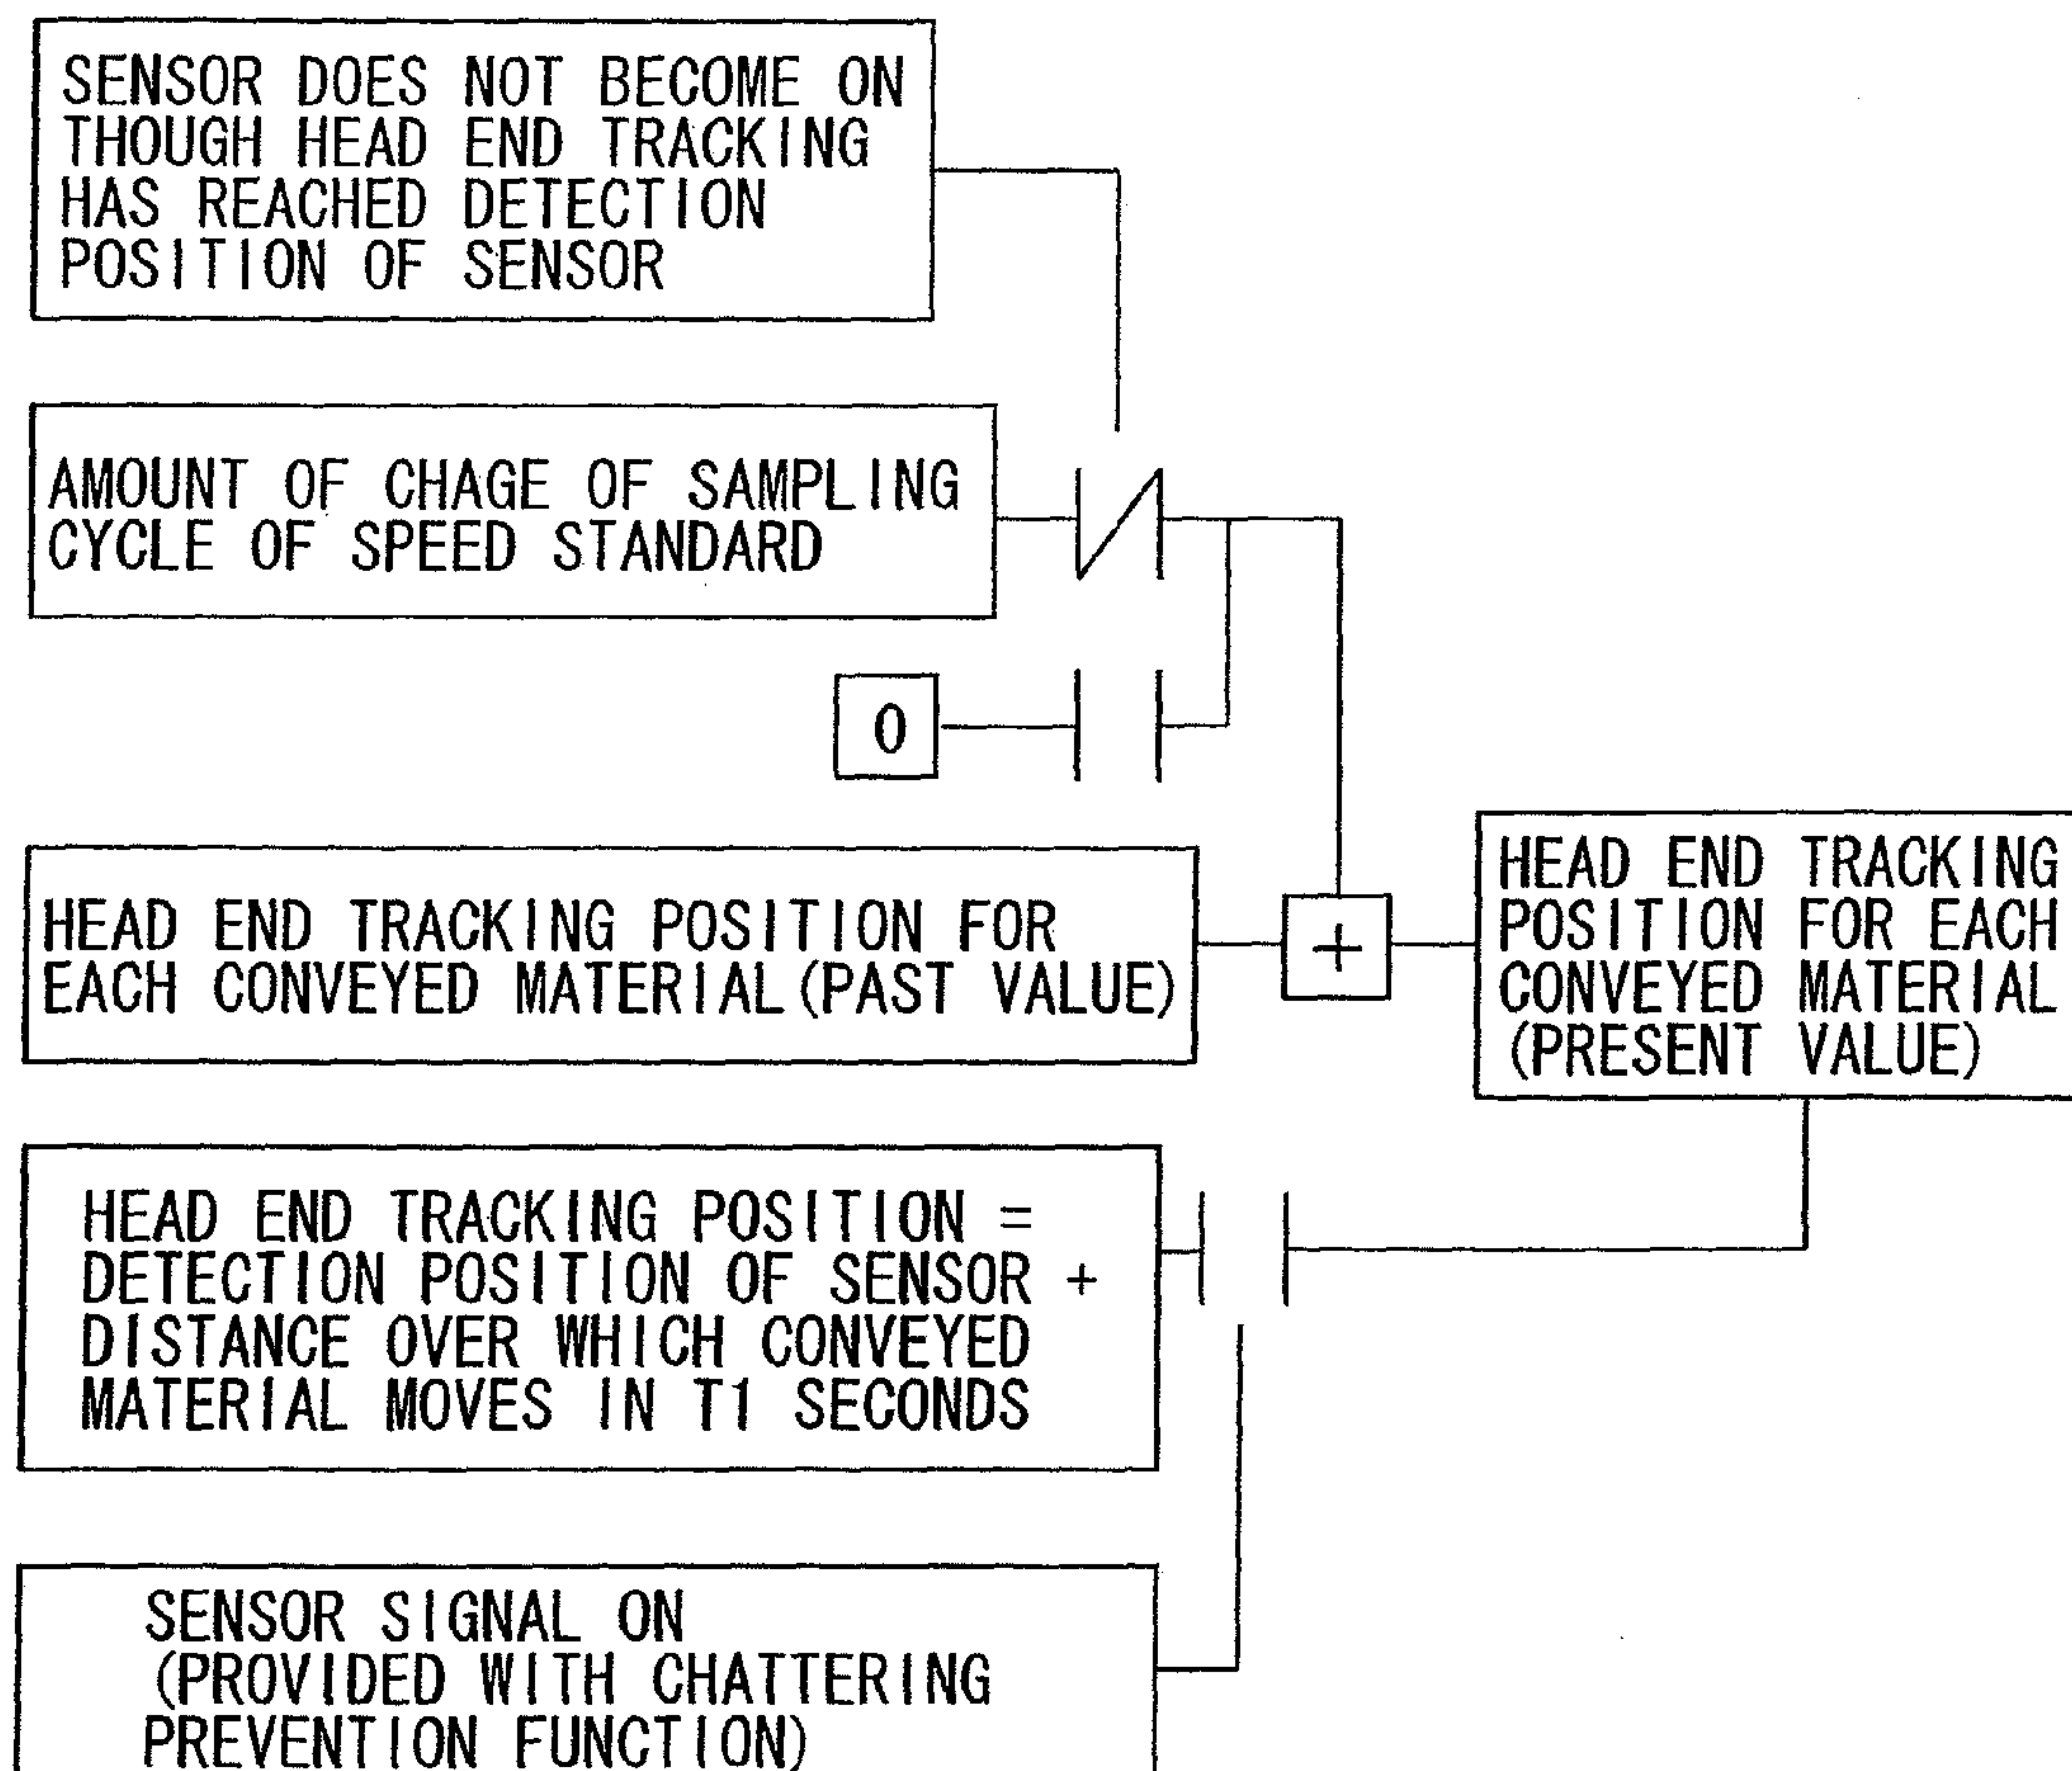 SENSOR DOES NOT BECOME ON
THOUGH HEAD END TRACKING
HAS REACHED DETECTION
POSITION OF SENSOR
AMOUNT OF CHAGE OF SAMPLING
CYCLE OF SPEED STANDARD
0
HEAD END TRACKING POSITION FOR
EACH CONVEYED MATERIAL(PAST VALUE)
+
HEAD END TRACKING
POSITION FOR EACH
CONVEYED MATERIAL
(PRESENT VALUE)
HEAD END TRACKING POSITION =
DETECTION POSITION OF SENSOR +
DISTANCE OVER WHICH CONVEYED
MATERIAL MOVES IN T1 SECONDS
SENSOR SIGNAL ON
(PROVIDED WITH CHATTERING
PREVENTION FUNCTION)